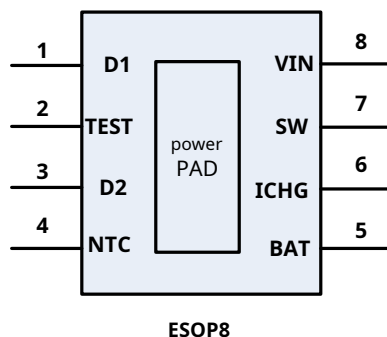 1 D1 VIN 8
2 TEST SW 7
3 D2 ICHG 6
4 NTC BAT 5
power
PAD
ESOP8